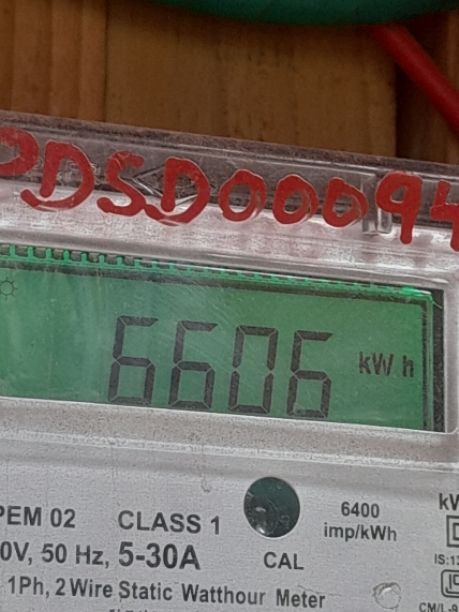 PDSD000094
6606 kW h
PEM 02 CLASS 1 6400 imp/kWh
0V, 50 Hz, 5-30A CAL
1Ph, 2 Wire Static Watthour Meter